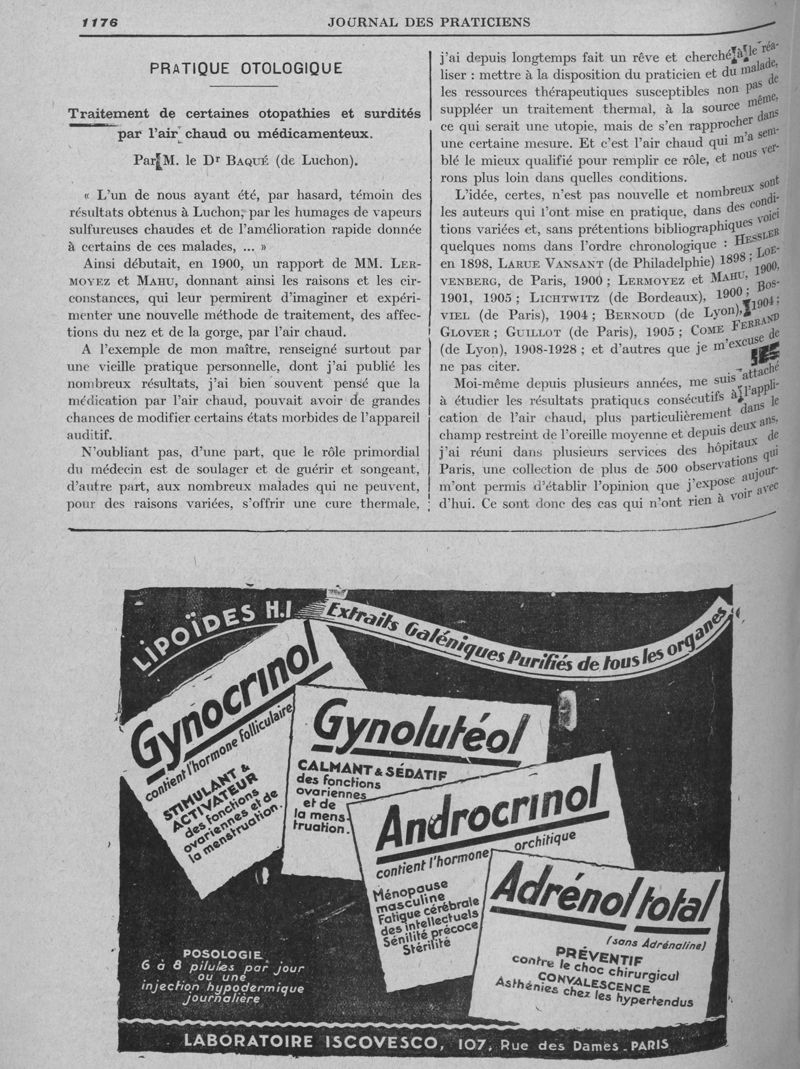 1176
JOURNAL DES PRATICIENS
PRATIQUE OTOLOGIQUE
Traitement de certaines otopathies et surdités
par l'air chaud ou médicamenteux.
Par M. le Dr BAQUÉ (de Luchon).
« L'un de nous ayant été, par hasard, témoin des
résultats obtenus à Luchon, par les humages de vapeurs
sulfureuses chaudes et de l'amélioration rapide donnée
à certains de ces malades, ... »
Ainsi débutait, en 1900, un rapport de MM. LER-
MOYEZ et MAHU, donnant ainsi les raisons et les cir-
constances, qui leur permirent d'imaginer et expéri-
menter une nouvelle méthode de traitement, des affec-
tions du nez et de la gorge, par l'air chaud.
A l'exemple de mon maître, renseigné surtout par
une vieille pratique personnelle, dont j'ai publié les
nombreux résultats, j'ai bien souvent pensé que la
médication par l'air chaud, pouvait avoir de grandes
chances de modifier certains états morbides de l'appareil
auditif.
N'oubliant pas, d'une part, que le rôle primordial
du médecin est de soulager et de guérir et songeant,
d'autre part, aux nombreux malades qui ne peuvent,
pour des raisons variées, s'offrir une cure thermale,
j'ai depuis longtemps fait un rêve et cherché à le réa-
liser : mettre à la disposition du praticien et du malade,
les ressources thérapeutiques susceptibles non pas de
suppléer un traitement thermal, à la source même,
ce qui serait une utopie, mais de s'en rapprocher dans
une certaine mesure. Et c'est l'air chaud qui m'a sem-
blé le mieux qualifié pour remplir ce rôle, et nous ver-
rons plus loin dans quelles conditions.
L'idée, certes, n'est pas nouvelle et nombreux sont
les auteurs qui l'ont mise en pratique, dans des condi-
tions variées et, sans prétentions bibliographiques voici
quelques noms dans l'ordre chronologique : HESSLER
en 1898, LARUE VANSANT (de Philadelphie) 1898 ; LOE-
VENBERG, de Paris, 1900 ; LERMOYEZ et MAHU, 1900,
1901, 1905 ; LICHTWITZ (de Bordeaux), 1900 ; BOS-
VIEL (de Paris), 1904 ; BERNOUD (de Lyon), 1904 ;
GLOVER ; GUILLOT (de Paris), 1905 ; COME FERRAND
(de Lyon), 1908-1928 ; et d'autres que je m'excuse de
ne pas citer.
Moi-même depuis plusieurs années, me suis attaché
à étudier les résultats pratiques consécutifs à l'appli-
cation de l'air chaud, plus particulièrement dans le
champ restreint de l'oreille moyenne et depuis deux ans,
j'ai réuni dans plusieurs services des hôpitaux de
Paris, une collection de plus de 500 observations qui
m'ont permis d'établir l'opinion que j'expose aujour-
d'hui. Ce sont donc des cas qui n'ont rien à voir avec
LIPOÏDES H.I
Extraits Galéniques Purifiés de tous les organes
Gynocrinol
contient l'hormone folliculaire
STIMULANT &
ACTIVATEUR
des fonctions
ovariennes et de
la menstruation.
Gynolutéol
CALMANT & SÉDATIF
des fonctions
ovariennes
et de
la mens-
truation.
Androcrinol
contient l'hormone orchitique
Ménopause
masculine
Fatigue cérébrale
des intellectuels
Sénilité précoce
Stérilité
Adrénol total
(sans Adrénaline)
PRÉVENTIF
contre le choc chirurgical
CONVALESCENCE
Asthénies chez les hypertendus
POSOLOGIE
6 à 8 pilules par jour
ou une
injection hypodermique
journalière
LABORATOIRE ISCOVESCO, 107, Rue des Dames _ PARIS